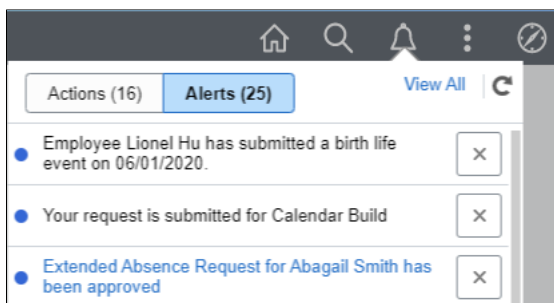 Actions (16)
Alerts (25)
View All
Employee Lionel Hu has submitted a birth life
event on 06/01/2020.
Your request is submitted for Calendar Build
Extended Absence Request for Abagail Smith has
been approved